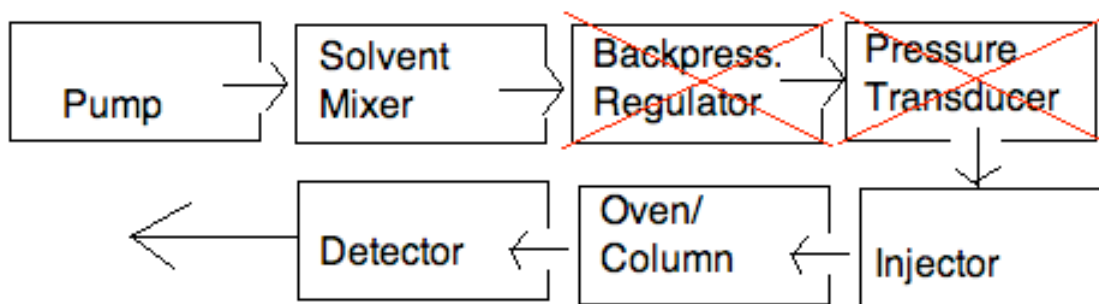 Pump
Solvent
Mixer
Backpress.
Regulator
Pressure
Transducer
Injector
Oven/
Column
Detector